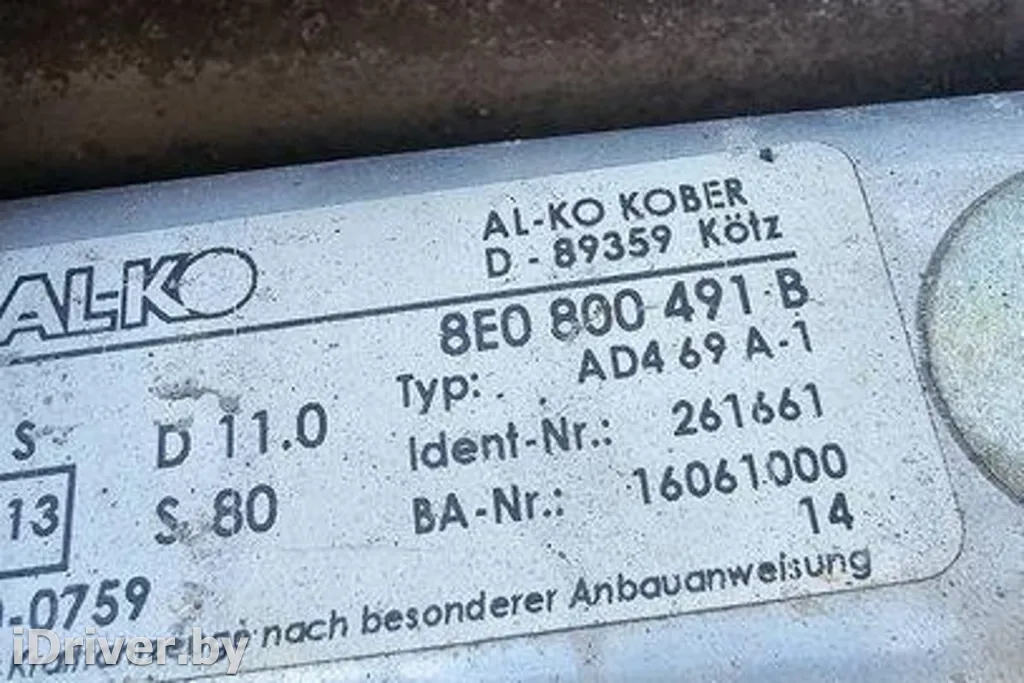 AL-KO
AL-KO KOBER
D - 89359 Kötz
8E0 800 491 B
Typ: AD4 69 A-1
S D 11.0
Ident-Nr.: 261661
13 S 80
BA-Nr.: 16061000
14
-0759
nach besonderer Anbauanweisung
iDriver.by